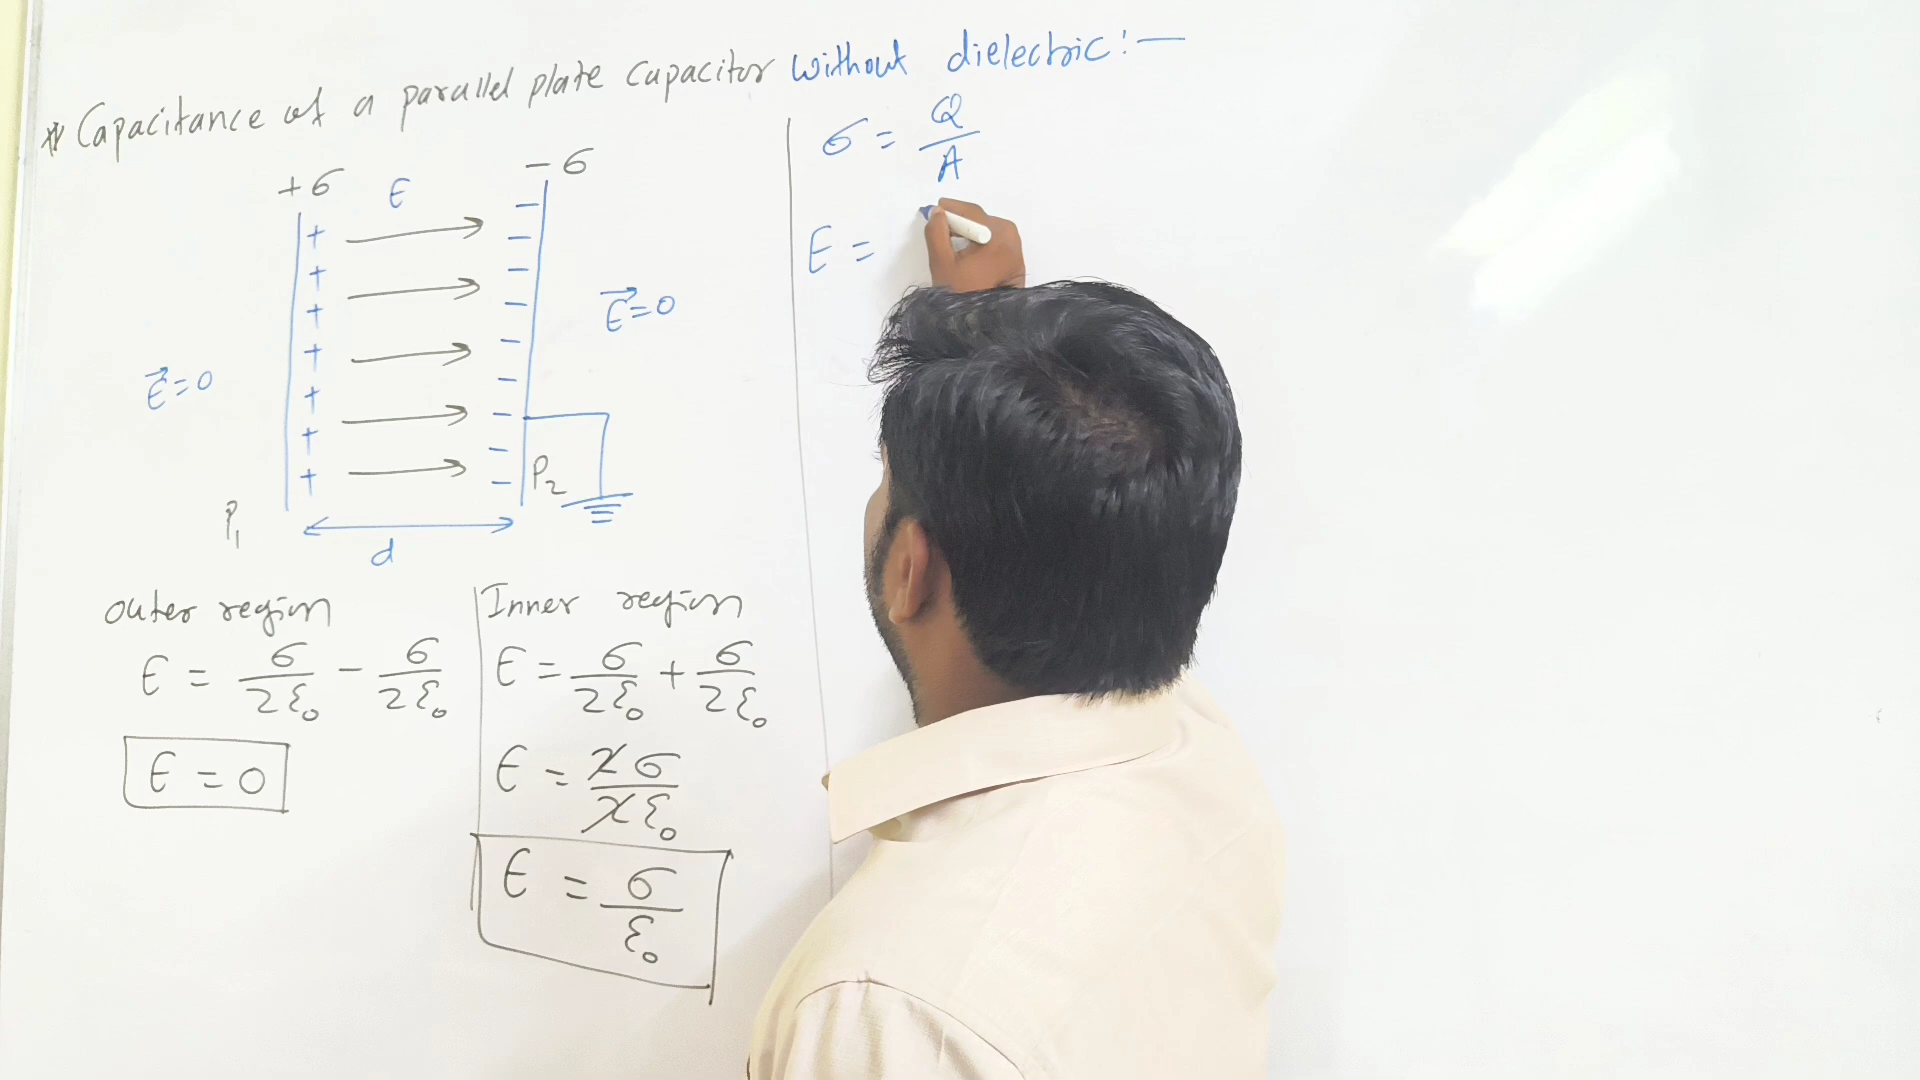 * Capacitance of a parallel plate capacitor without dielectric:—
+σ E -σ
+ -
+ -
+ -
+ -
+ -
+ -
+ -
-
E⃗=0
E⃗=0
P₁
P₂
d
outer region
E = σ/2ε₀ - σ/2ε₀
E = 0
Inner region
E = σ/2ε₀ + σ/2ε₀
E = 2σ/2ε₀
E = σ/ε₀
σ = Q/A
E =